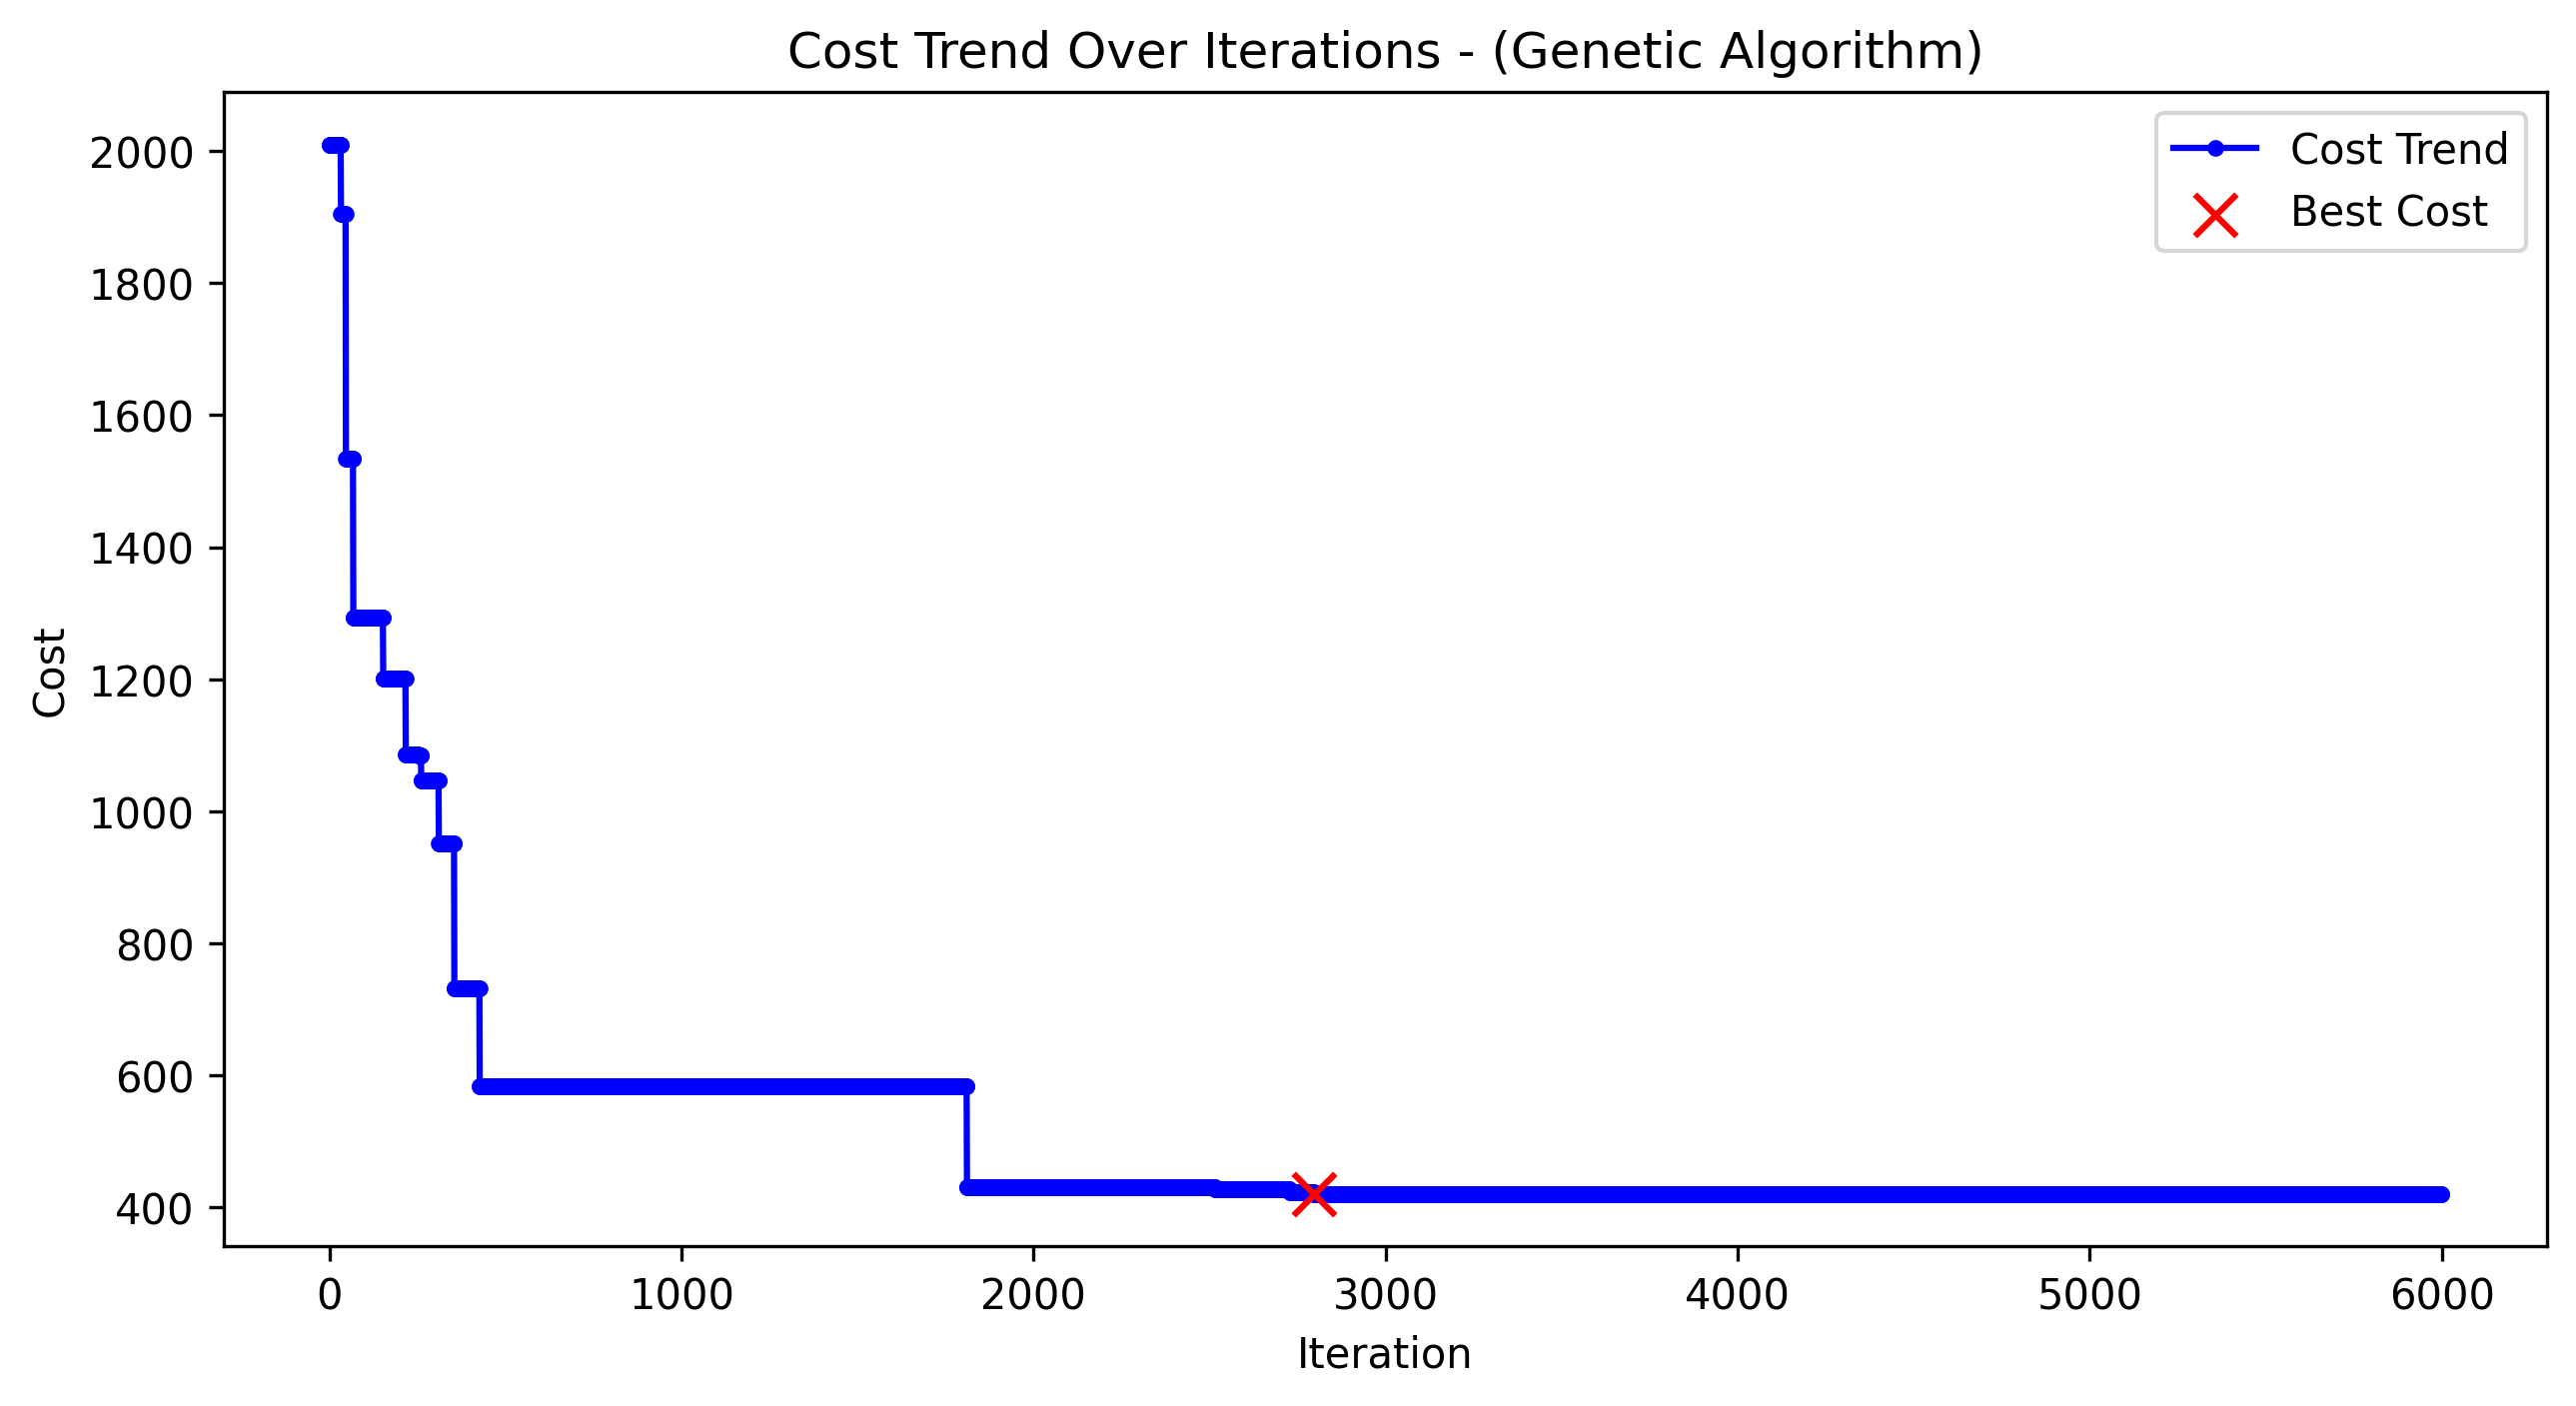 Cost Trend Over Iterations - (Genetic Algorithm)
Cost Trend
Best Cost
2000
1800
1600
1400
1200
1000
800
600
400
Cost
0 1000 2000 3000 4000 5000 6000
Iteration